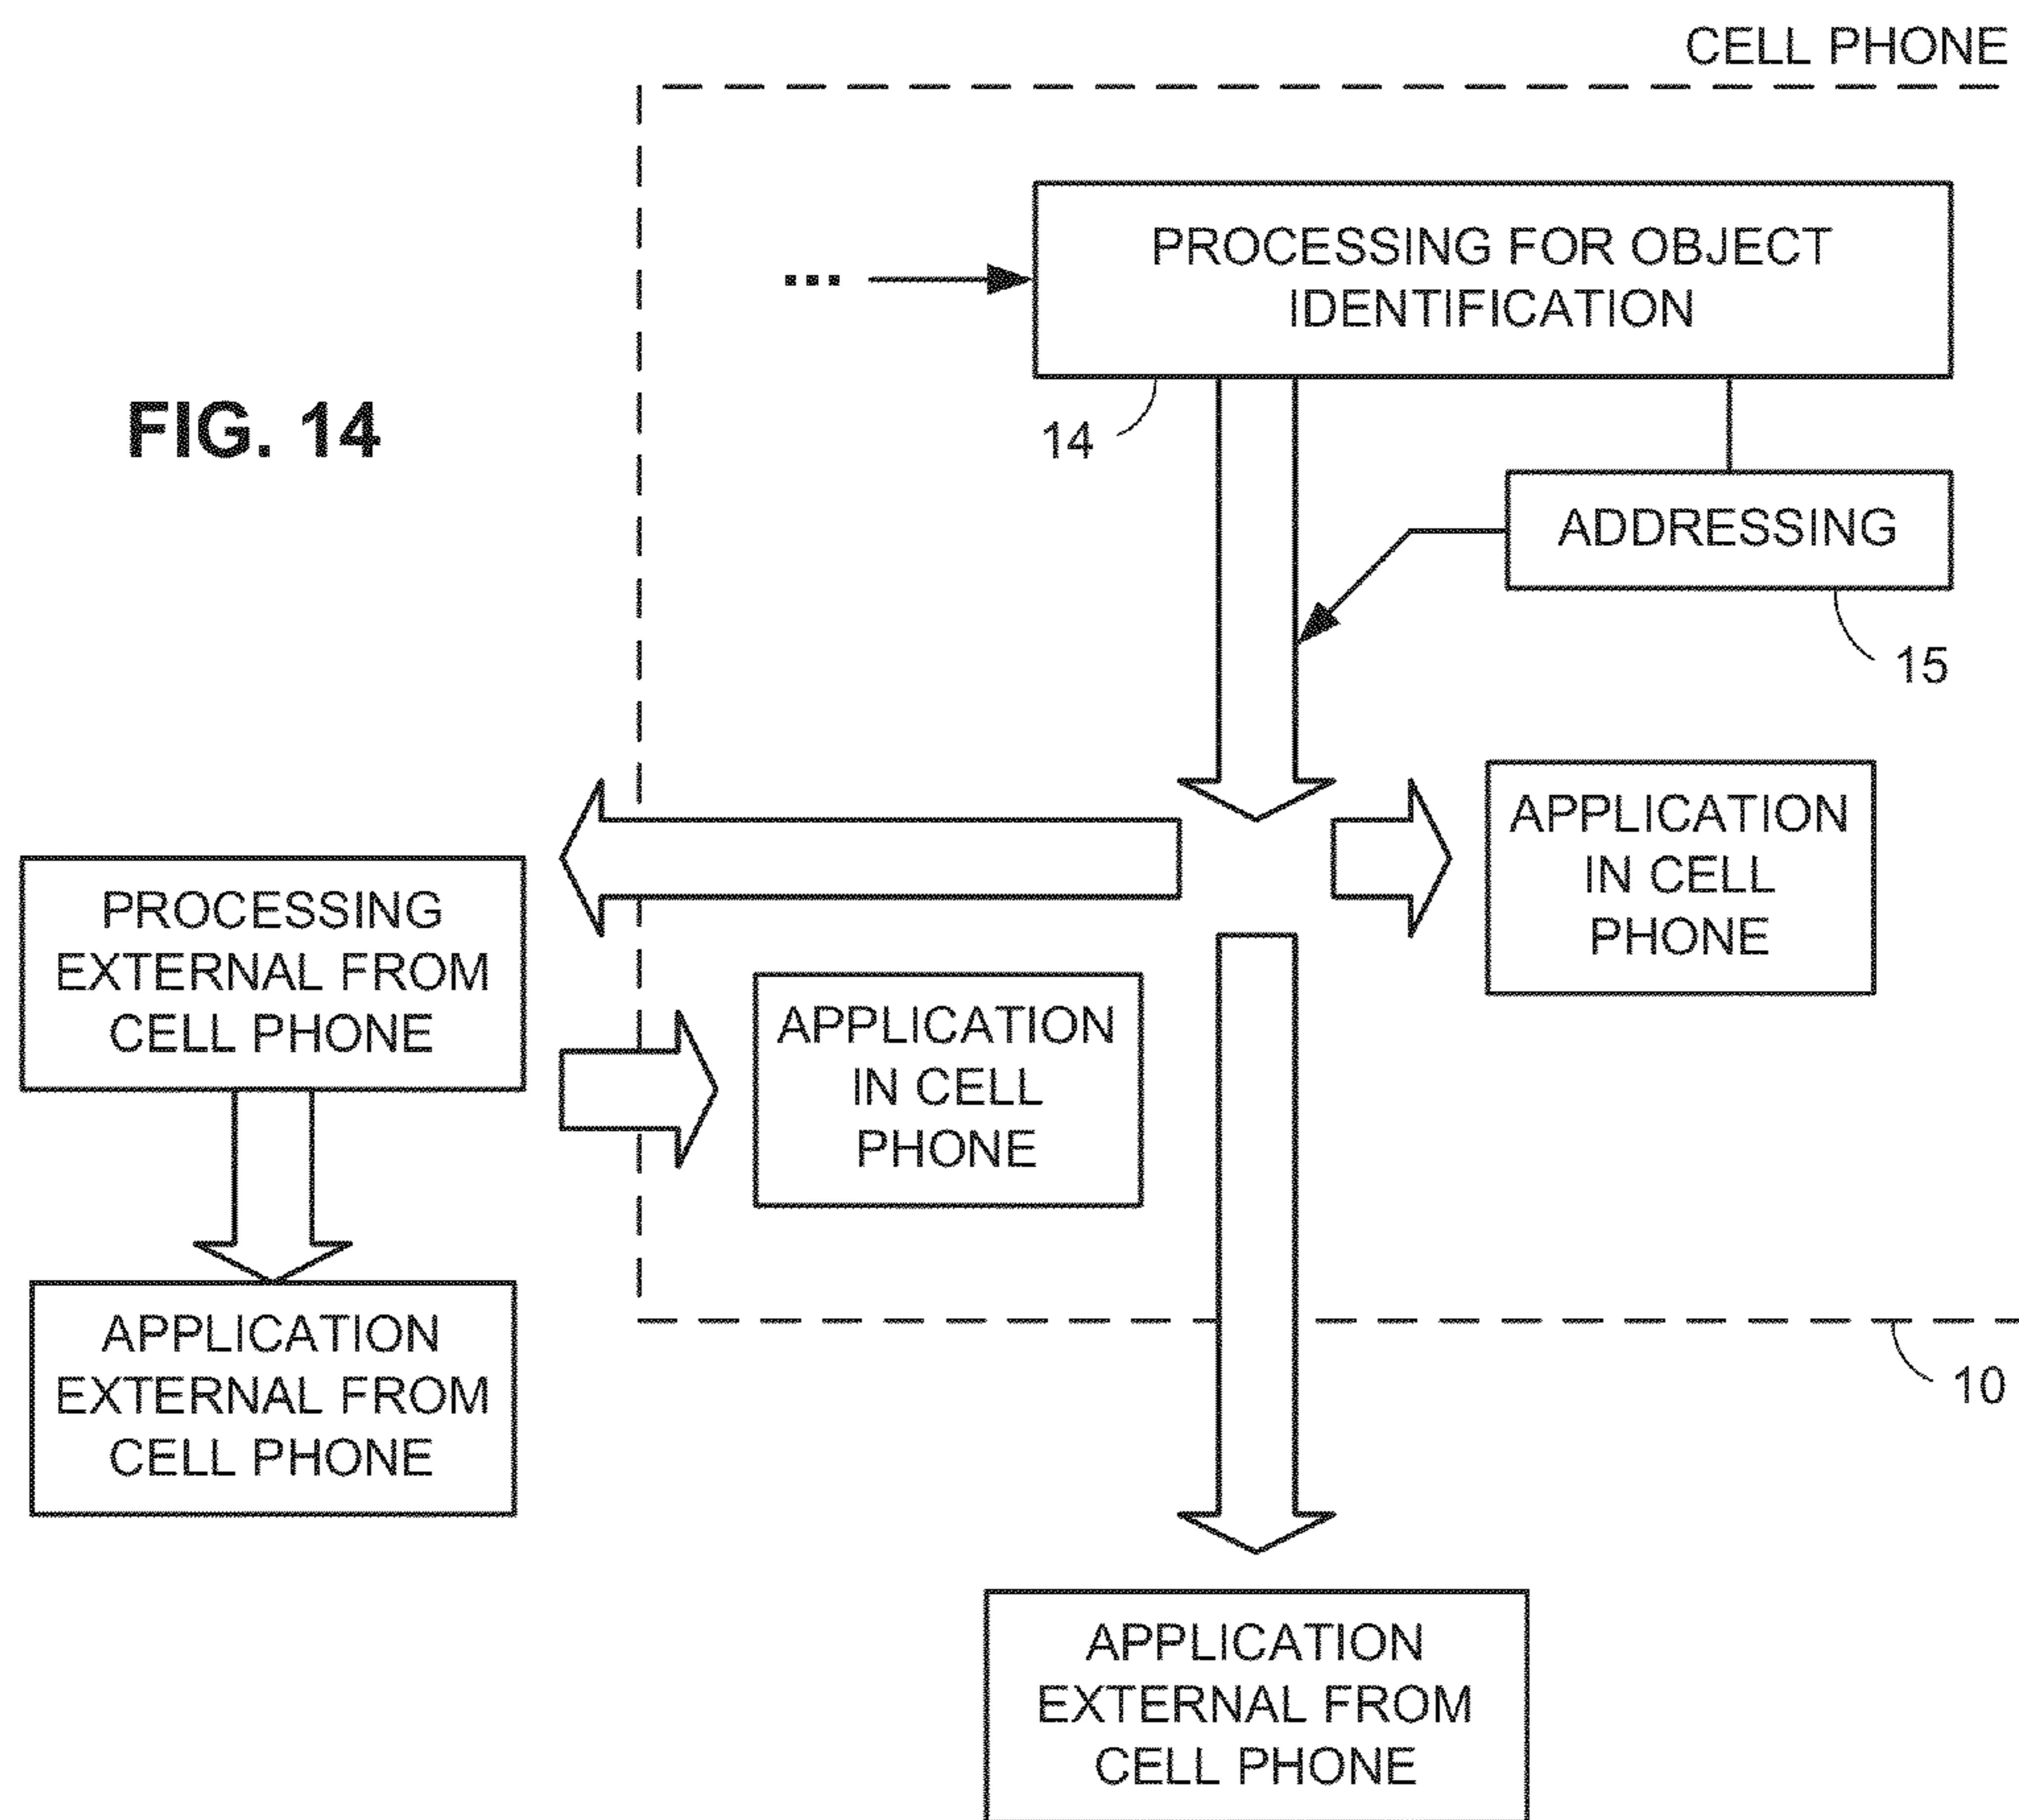 CELL PHONE
... 
PROCESSING FOR OBJECT
IDENTIFICATION
FIG. 14
14
ADDRESSING
15
APPLICATION
IN CELL
PHONE
PROCESSING
EXTERNAL FROM
CELL PHONE
APPLICATION
IN CELL
PHONE
APPLICATION
EXTERNAL FROM
CELL PHONE
10
APPLICATION
EXTERNAL FROM
CELL PHONE